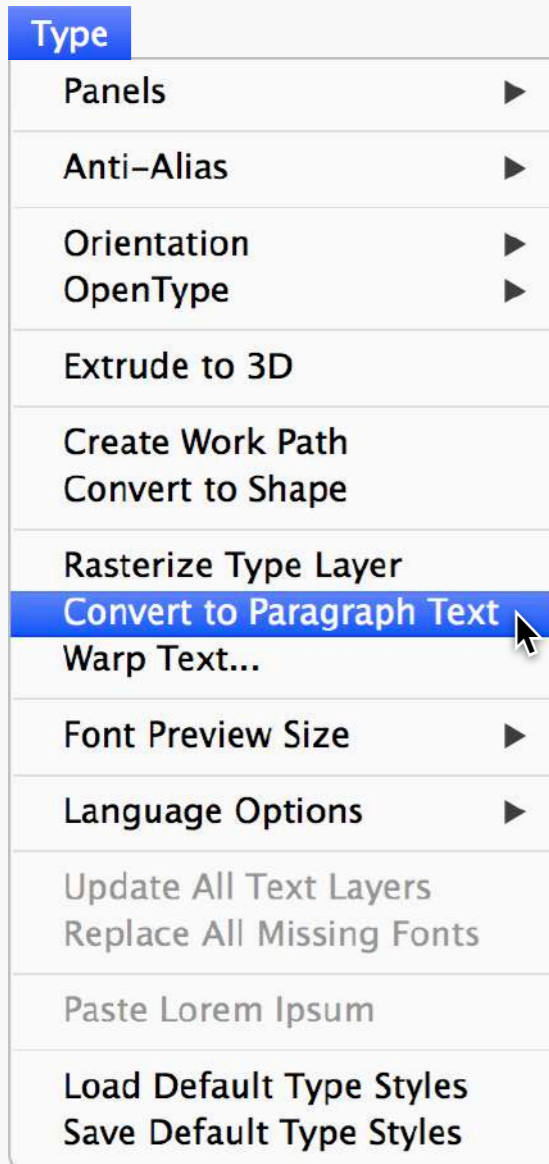 Type
Panels
Anti-Alias
Orientation
OpenType
Extrude to 3D
Create Work Path
Convert to Shape
Rasterize Type Layer
Convert to Paragraph Text
Warp Text...
Font Preview Size
Language Options
Update All Text Layers
Replace All Missing Fonts
Paste Lorem Ipsum
Load Default Type Styles
Save Default Type Styles